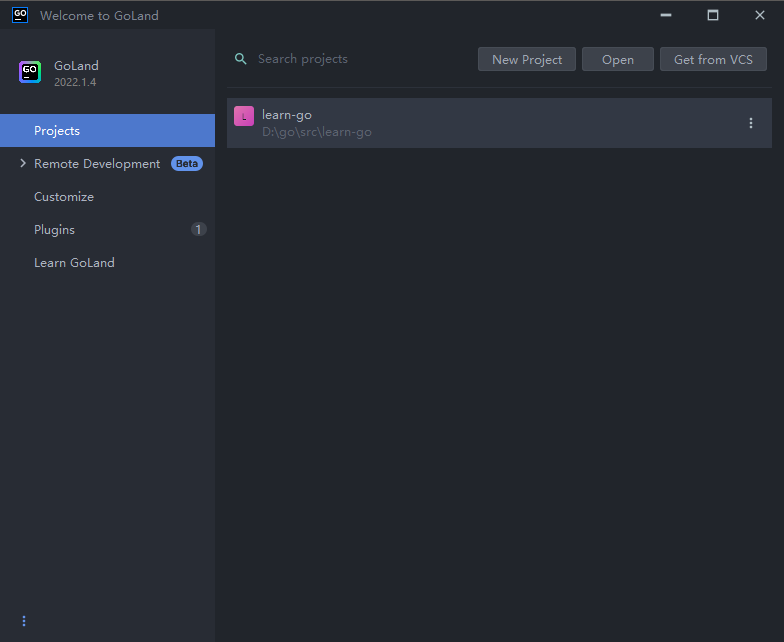 GO Welcome to GoLand
GO GoLand
2022.1.4
Projects
Remote Development Beta
Customize
Plugins 1
Learn GoLand
Search projects New Project Open Get from VCS
L learn-go
D:\go\src\learn-go